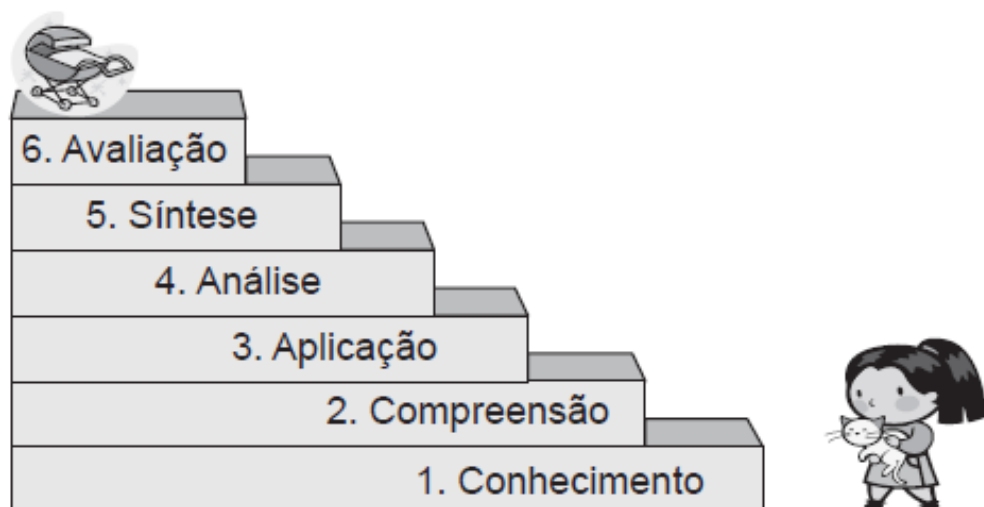 6. Avaliação
5. Síntese
4. Análise
3. Aplicação
2. Compreensão
1. Conhecimento